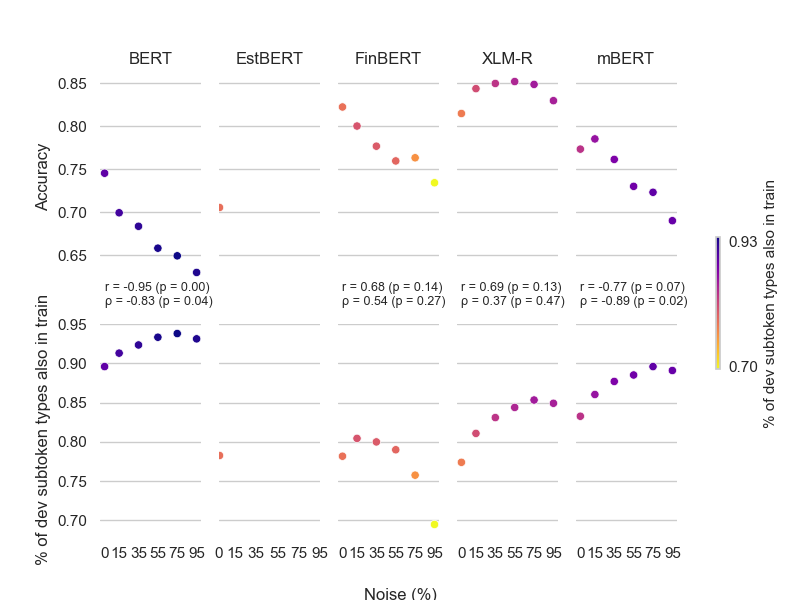 BERT EstBERT FinBERT XLM-R mBERT
Accuracy
0.85
0.80
0.75
0.70
0.65
r = -0.95 (p = 0.00) r = 0.68 (p = 0.14) r = 0.69 (p = 0.13) r = -0.77 (p = 0.07)
ρ = -0.83 (p = 0.04) ρ = 0.54 (p = 0.27) ρ = 0.37 (p = 0.47) ρ = -0.89 (p = 0.02)
% of dev subtoken types also in train
0.95
0.90
0.85
0.80
0.75
0.70
0 15 35 55 75 95 0 15 35 55 75 95 0 15 35 55 75 95 0 15 35 55 75 95 0 15 35 55 75 95
Noise (%)
0.93
0.70
% of dev subtoken types also in train